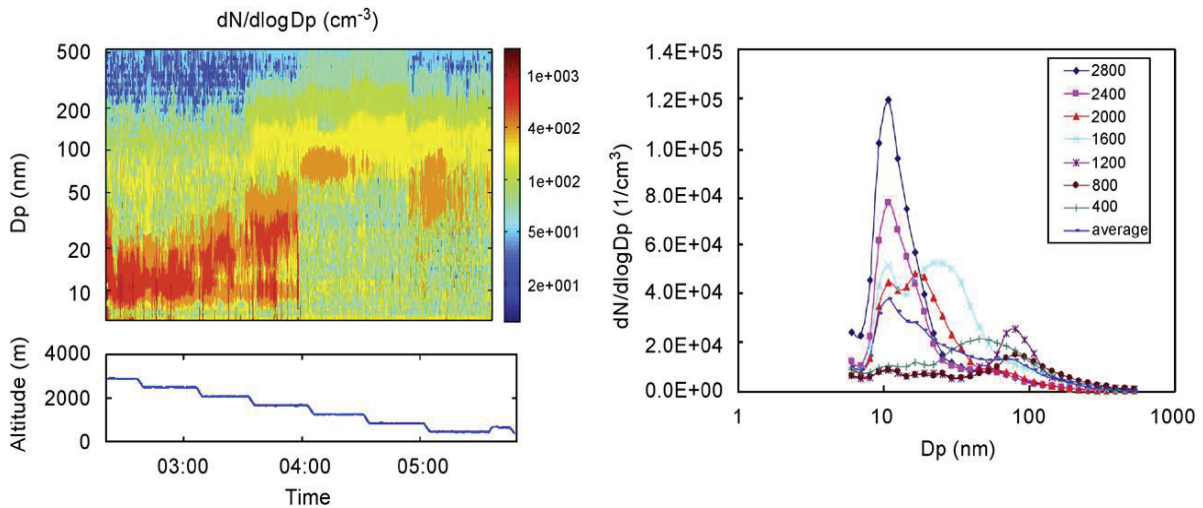 dN/dlogDp (cm-3)
500
200
100
50
20
10
Dp (nm)
1e+003
4e+002
1e+002
5e+001
2e+001
4000
2000
0
Altitude (m)
03:00
04:00
05:00
Time
1.4E+05
1.2E+05
1.0E+05
8.0E+04
6.0E+04
4.0E+04
2.0E+04
0.0E+00
dN/dlogDp (1/cm3)
1
10
100
1000
Dp (nm)
2800
2400
2000
1600
1200
800
400
average